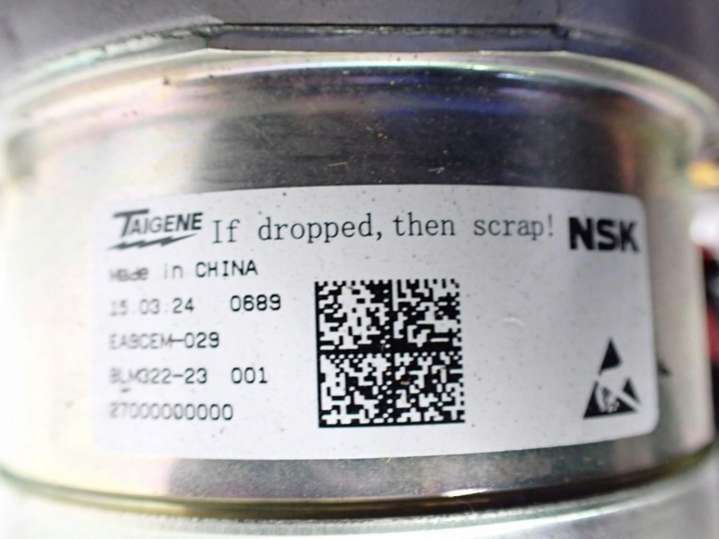 TAIGENE If dropped, then scrap! NSK
Made in CHINA
15.03.24 0689
EA9CEM-029
BLM322-23 001
27000000000